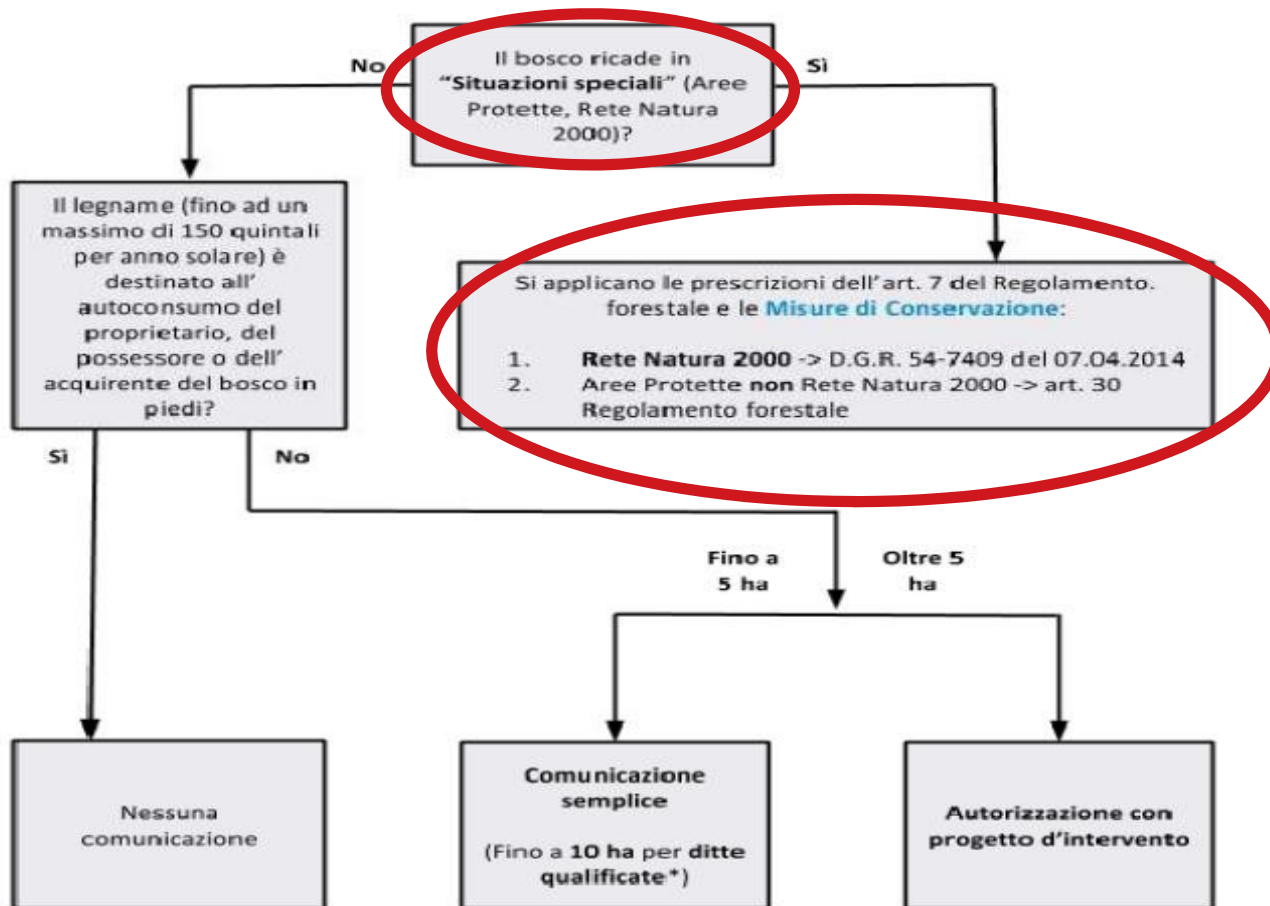 Il bosco ricade in
"Situazioni speciali" (Aree
Protette, Rete Natura
2000)?
No
Sì
Il legname (fino ad un
massimo di 150 quintali
per anno solare) è
destinato all'
autoconsumo del
proprietario, del
possessore o dell'
acquirente del bosco in
piedi?
Si applicano le prescrizioni dell'art. 7 del Regolamento.
forestale e le Misure di Conservazione:
1. Rete Natura 2000 -> D.G.R. 54-7409 del 07.04.2014
2. Aree Protette non Rete Natura 2000 -> art. 30
Regolamento forestale
Sì
No
Fino a
5 ha
Oltre 5
ha
Nessuna
comunicazione
Comunicazione
semplice
(Fino a 10 ha per ditte
qualificate*)
Autorizzazione con
progetto d'intervento